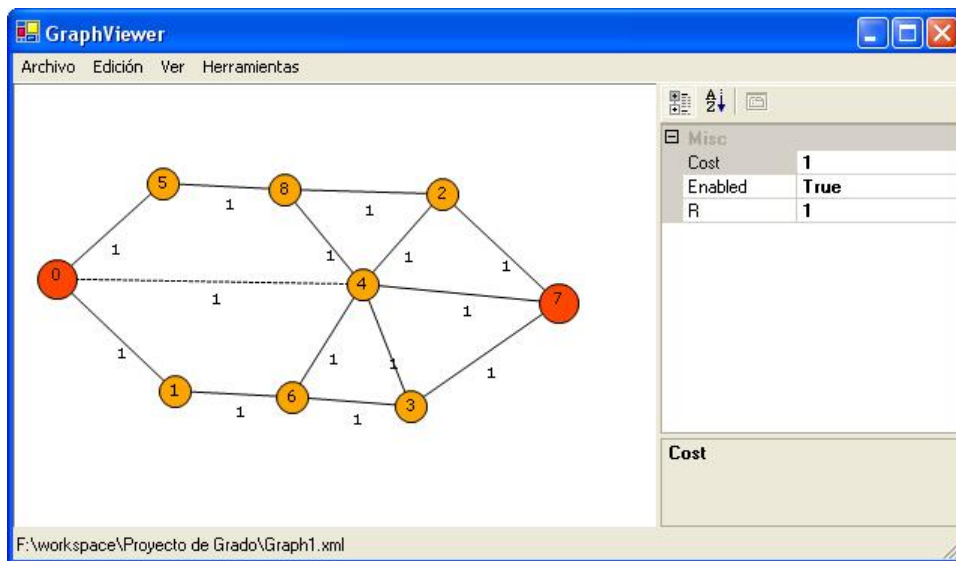 GraphViewer
Archivo Edición Ver Herramientas
Misc
Cost 1
Enabled True
R 1
5
8
2
1
1
1
1
1
1
0
4
7
1
1
1
1
1
1
1
6
3
1
1
Cost
F:\workspace\Proyecto de Grado\Graph1.xml